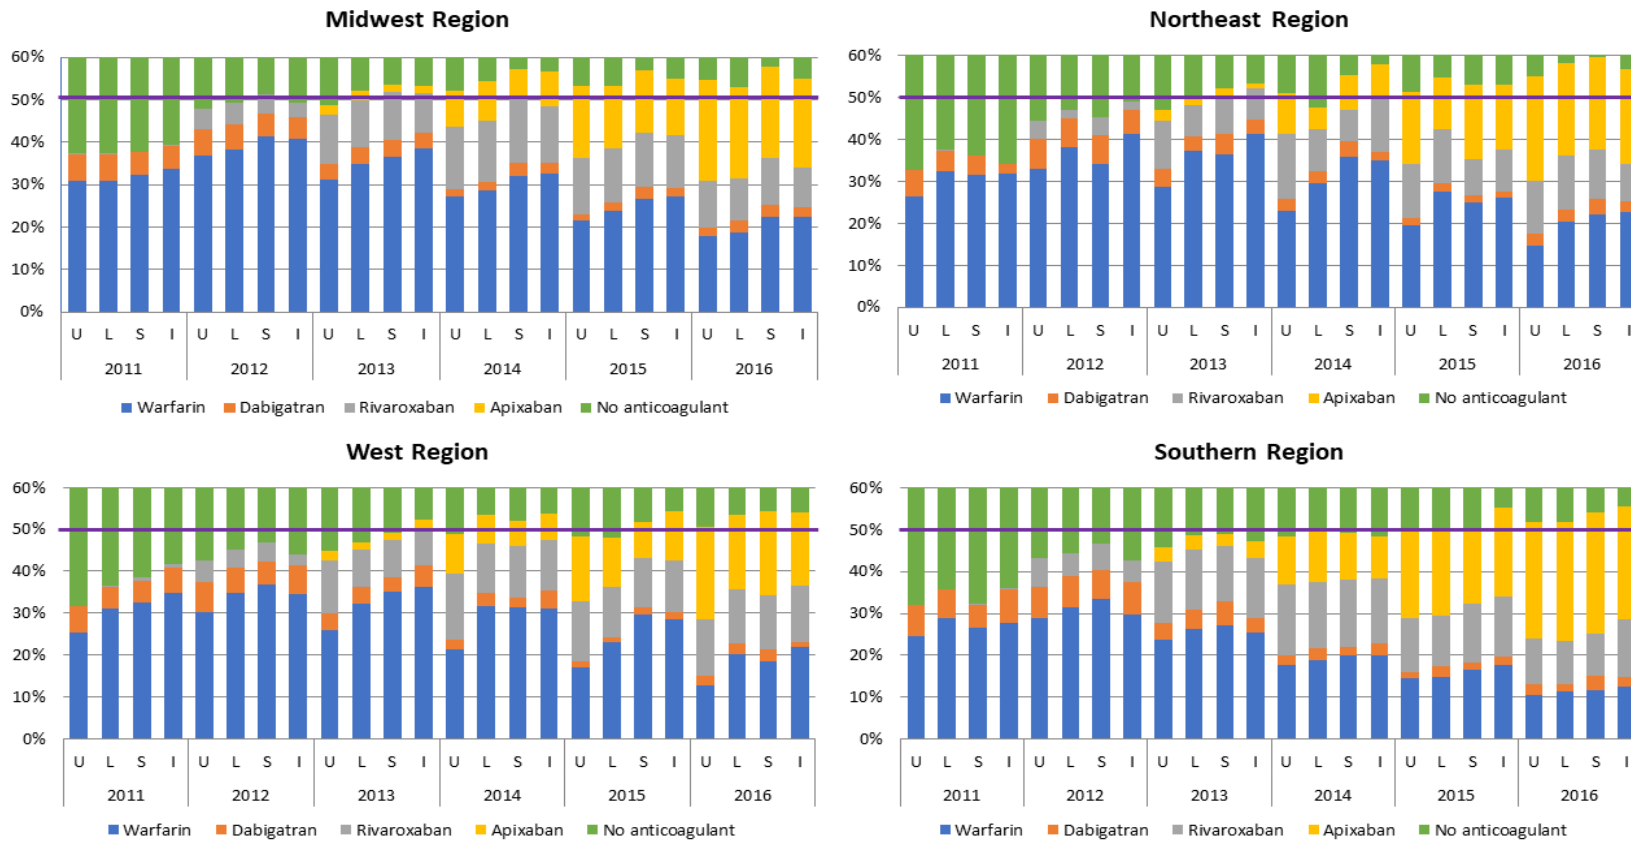 Midwest Region
60%
50%
40%
30%
20%
10%
0%
U L S I U L S I U L S I U L S I U L S I U L S I
2011 2012 2013 2014 2015 2016
Warfarin Dabigatran Rivaroxaban Apixaban No anticoagulant
Northeast Region
60%
50%
40%
30%
20%
10%
0%
U L S I U L S I U L S I U L S I U L S I U L S I
2011 2012 2013 2014 2015 2016
Warfarin Dabigatran Rivaroxaban Apixaban No anticoagulant
West Region
60%
50%
40%
30%
20%
10%
0%
U L S I U L S I U L S I U L S I U L S I U L S I
2011 2012 2013 2014 2015 2016
Warfarin Dabigatran Rivaroxaban Apixaban No anticoagulant
Southern Region
60%
50%
40%
30%
20%
10%
0%
U L S I U L S I U L S I U L S I U L S I U L S I
2011 2012 2013 2014 2015 2016
Warfarin Dabigatran Rivaroxaban Apixaban No anticoagulant